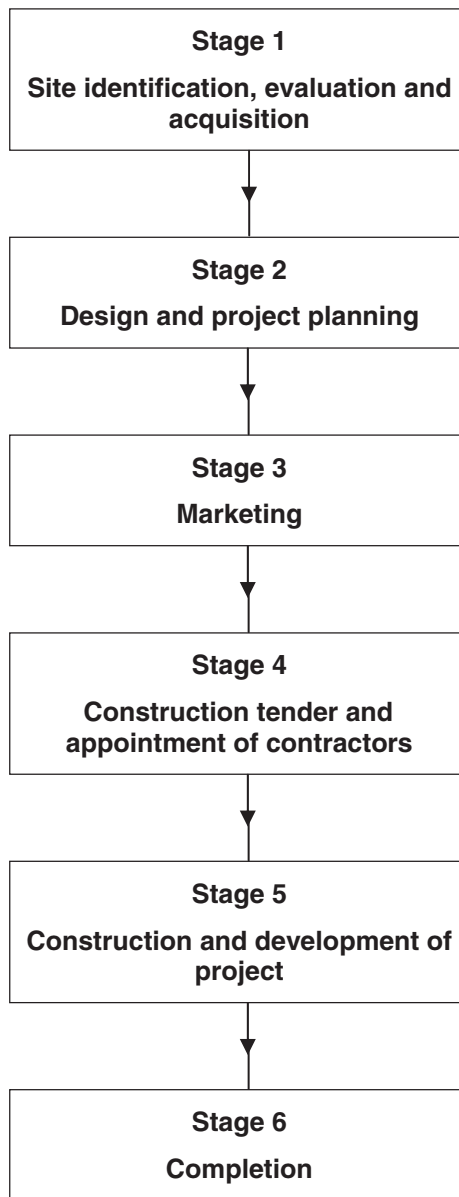 Stage 1
Site identification, evaluation and
acquisition
Stage 2
Design and project planning
Stage 3
Marketing
Stage 4
Construction tender and
appointment of contractors
Stage 5
Construction and development of
project
Stage 6
Completion